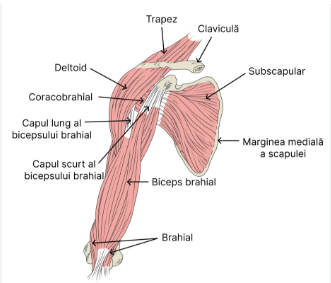 Trapez
Claviculă
Deltoid
Subscapular
Coracobrahial
Capul lung al
bicepsului brahial
Marginea medială
a scapulei
Capul scurt al
bicepsului brahial
Biceps brahial
Brahial